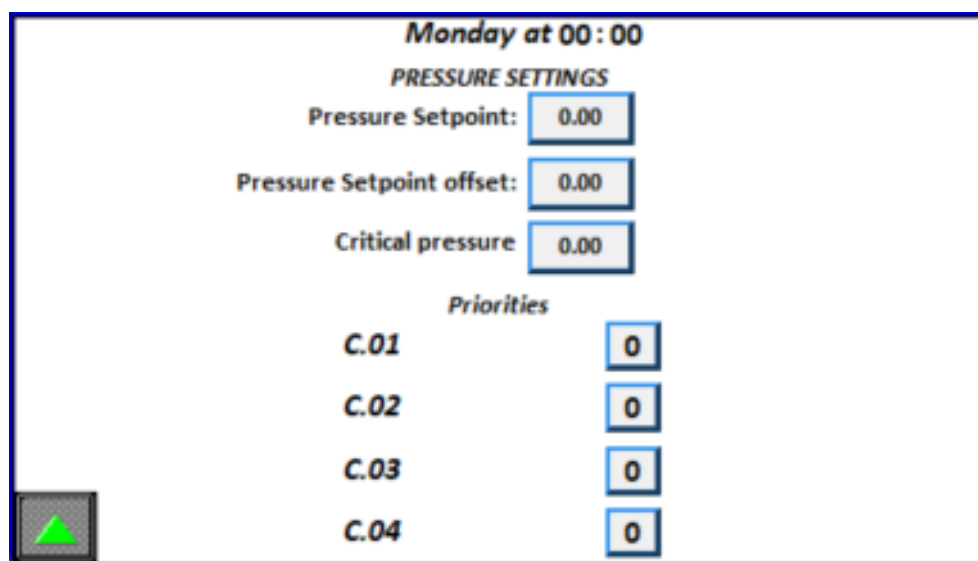 Monday at 00:00
PRESSURE SETTINGS
Pressure Setpoint: 0.00
Pressure Setpoint offset: 0.00
Critical pressure 0.00
Priorities
C.01 0
C.02 0
C.03 0
C.04 0